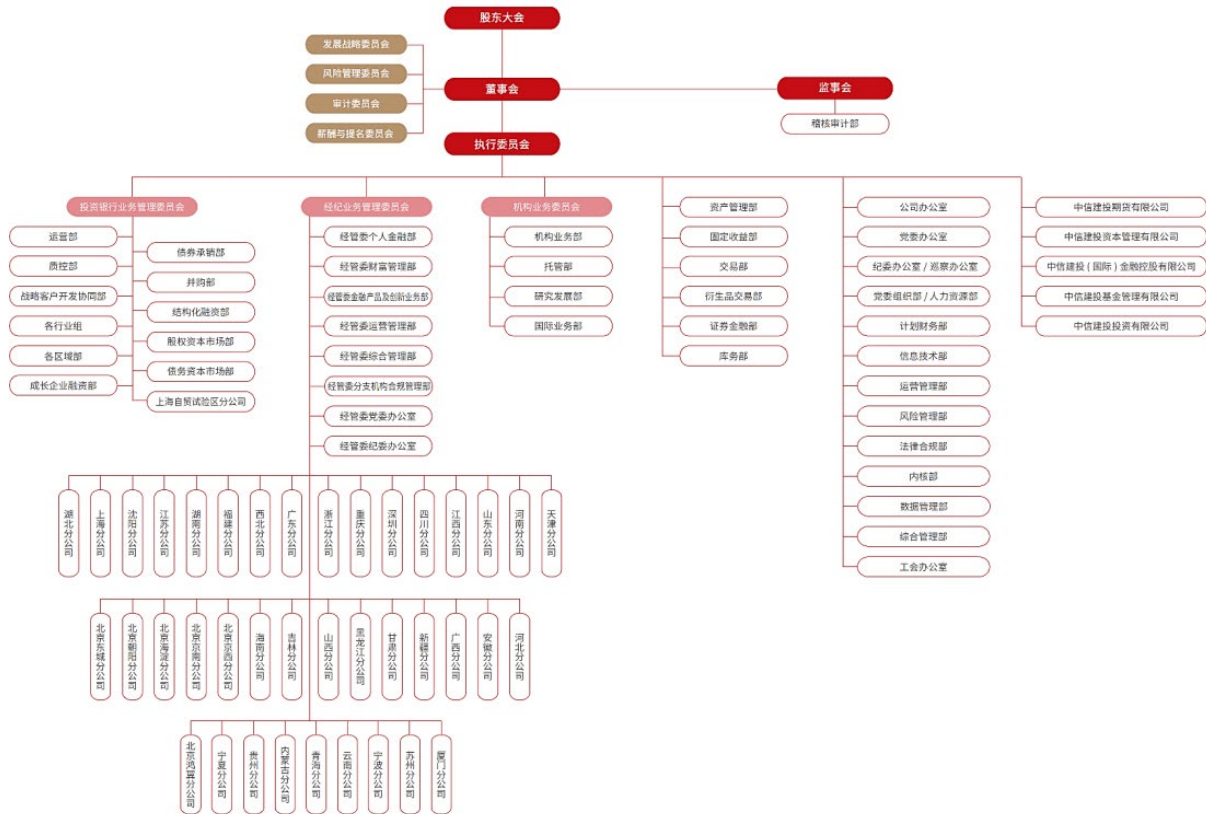 股东大会
发展战略委员会
风险管理委员会
审计委员会
薪酬与提名委员会
董事会
监事会
稽核审计部
执行委员会
投资银行业务管理委员会
运营部
质控部
战略客户开发协同部
各行业组
各区域部
成长企业融资部
债券承销部
并购部
结构化融资部
股权资本市场部
债务资本市场部
上海自贸试验区分公司
经纪业务管理委员会
经管委个人金融部
经管委财富管理部
经管委金融产品及创新业务部
经管委运营管理部
经管委综合管理部
经管委分支机构合规管理部
经管委党委办公室
经管委纪委办公室
机构业务委员会
机构业务部
托管部
研究发展部
国际业务部
资产管理部
固定收益部
交易部
衍生品交易部
证券金融部
库务部
公司办公室
党委办公室
纪委办公室 / 巡察办公室
党委组织部 / 人力资源部
计划财务部
信息技术部
运营管理部
风险管理部
法律合规部
内核部
数据管理部
综合管理部
工会办公室
中信建投期货有限公司
中信建投资本管理有限公司
中信建投 ( 国际 ) 金融控股有限公司
中信建投基金管理有限公司
中信建投投资有限公司
湖北分公司
上海分公司
沈阳分公司
江苏分公司
湖南分公司
福建分公司
西北分公司
广东分公司
浙江分公司
重庆分公司
深圳分公司
四川分公司
江西分公司
山东分公司
河南分公司
天津分公司
北京东城分公司
北京朝阳分公司
北京海淀分公司
北京京南分公司
北京京西分公司
海南分公司
吉林分公司
山西分公司
黑龙江分公司
甘肃分公司
新疆分公司
广西分公司
安徽分公司
河北分公司
北京鸿翼分公司
宁夏分公司
贵州分公司
内蒙古分公司
青海分公司
云南分公司
宁波分公司
苏州分公司
厦门分公司